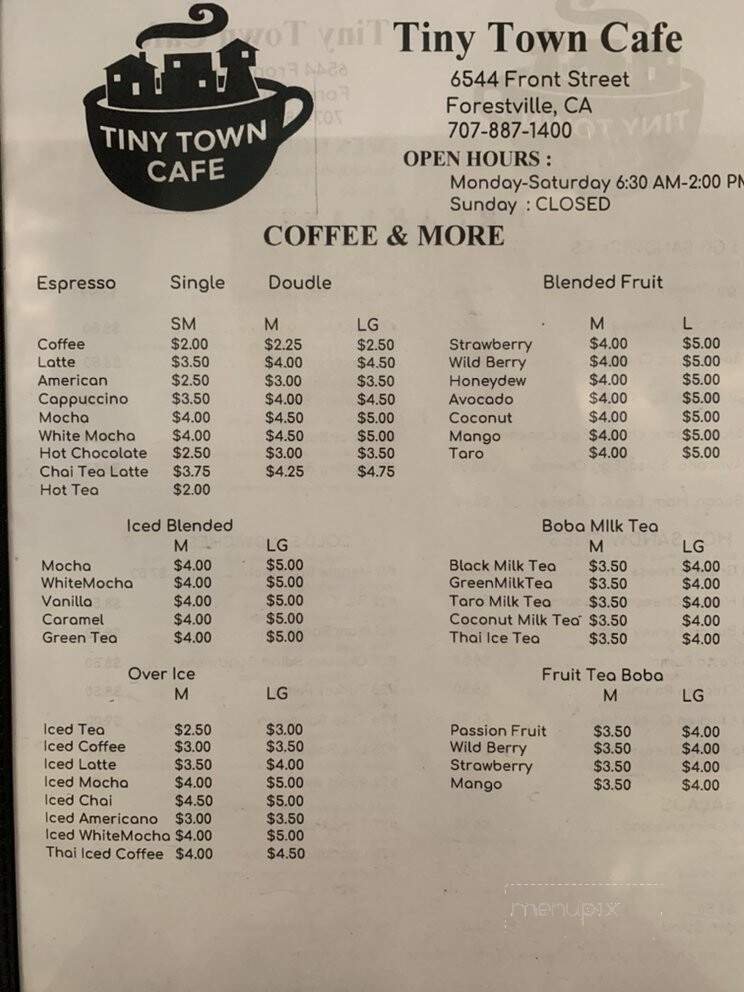 TINY TOWN
CAFE
Tiny Town Cafe
6544 Front Street
Forestville, CA
707-887-1400
OPEN HOURS :
Monday-Saturday 6:30 AM-2:00 PM
Sunday : CLOSED
COFFEE & MORE
Espresso Single Doudle
SM M LG
Coffee $2.00 $2.25 $2.50
Latte $3.50 $4.00 $4.50
American $2.50 $3.00 $3.50
Cappuccino $3.50 $4.00 $4.50
Mocha $4.00 $4.50 $5.00
White Mocha $4.00 $4.50 $5.00
Hot Chocolate $2.50 $3.00 $3.50
Chai Tea Latte $3.75 $4.25 $4.75
Hot Tea $2.00
Blended Fruit
M L
Strawberry $4.00 $5.00
Wild Berry $4.00 $5.00
Honeydew $4.00 $5.00
Avocado $4.00 $5.00
Coconut $4.00 $5.00
Mango $4.00 $5.00
Taro $4.00 $5.00
Iced Blended
M LG
Mocha $4.00 $5.00
WhiteMocha $4.00 $5.00
Vanilla $4.00 $5.00
Caramel $4.00 $5.00
Green Tea $4.00 $5.00
Boba MIlk Tea
M LG
Black Milk Tea $3.50 $4.00
GreenMilkTea $3.50 $4.00
Taro Milk Tea $3.50 $4.00
Coconut Milk Tea $3.50 $4.00
Thai Ice Tea $3.50 $4.00
Over Ice
M LG
Iced Tea $2.50 $3.00
Iced Coffee $3.00 $3.50
Iced Latte $3.50 $4.00
Iced Mocha $4.00 $5.00
Iced Chai $4.50 $5.00
Iced Americano $3.00 $3.50
Iced WhiteMocha $4.00 $5.00
Thai Iced Coffee $4.00 $4.50
Fruit Tea Boba
M LG
Passion Fruit $3.50 $4.00
Wild Berry $3.50 $4.00
Strawberry $3.50 $4.00
Mango $3.50 $4.00
menupix